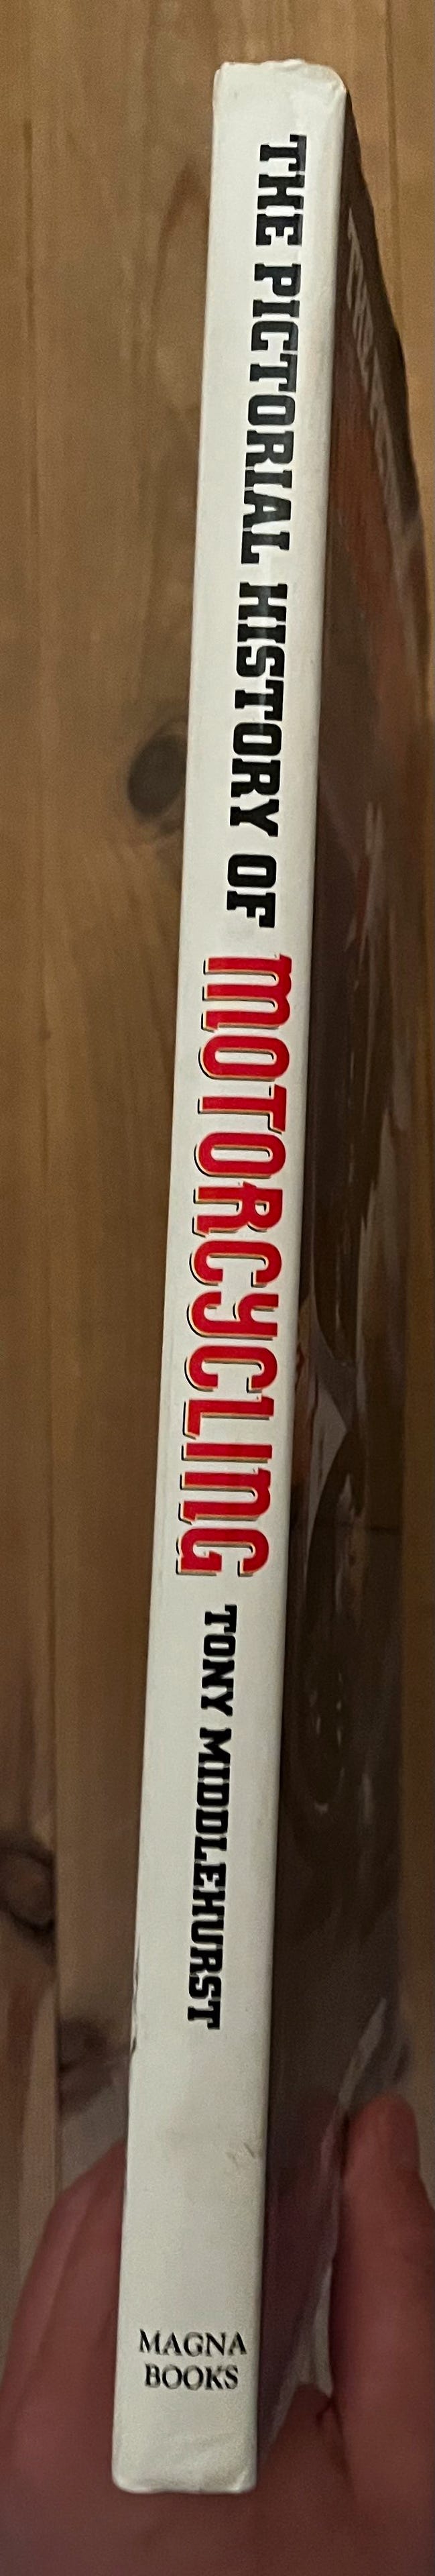 THE PICTORIAL HISTORY OF MOTORCYCLING TONY MIDDLEHURST
MAGNA
BOOKS